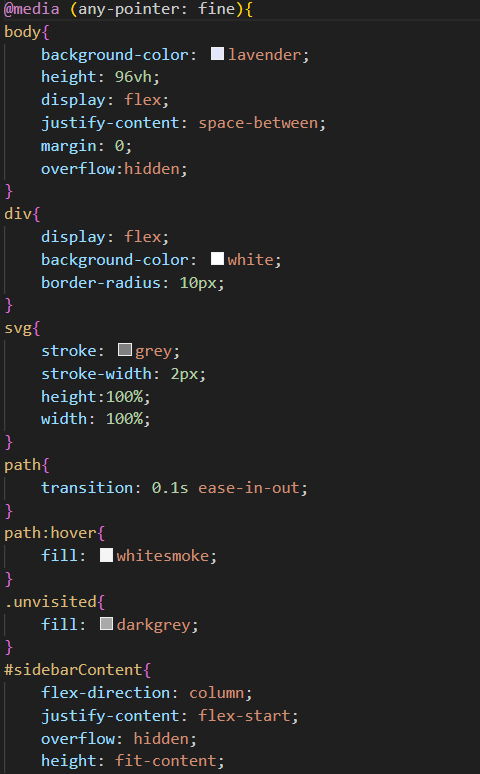 @media (any-pointer: fine){
body{
    background-color: lavender;
    height: 96vh;
    display: flex;
    justify-content: space-between;
    margin: 0;
    overflow:hidden;
}
div{
    display: flex;
    background-color: white;
    border-radius: 10px;
}
svg{
    stroke: grey;
    stroke-width: 2px;
    height:100%;
    width: 100%;
}
path{
    transition: 0.1s ease-in-out;
}
path:hover{
    fill: whitesmoke;
}
.unvisited{
    fill: darkgrey;
}
#sidebarContent{
    flex-direction: column;
    justify-content: flex-start;
    overflow: hidden;
    height: fit-content;